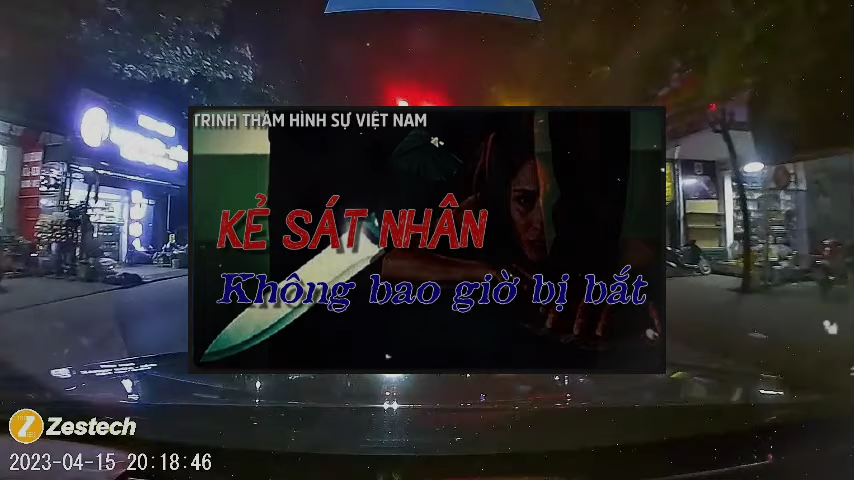 TRINH THÁM HÌNH SỰ VIỆT NAM
KẺ SÁT NHÂN
Không bao giờ bị bắt
Zestech
2023-04-15 20:18:46